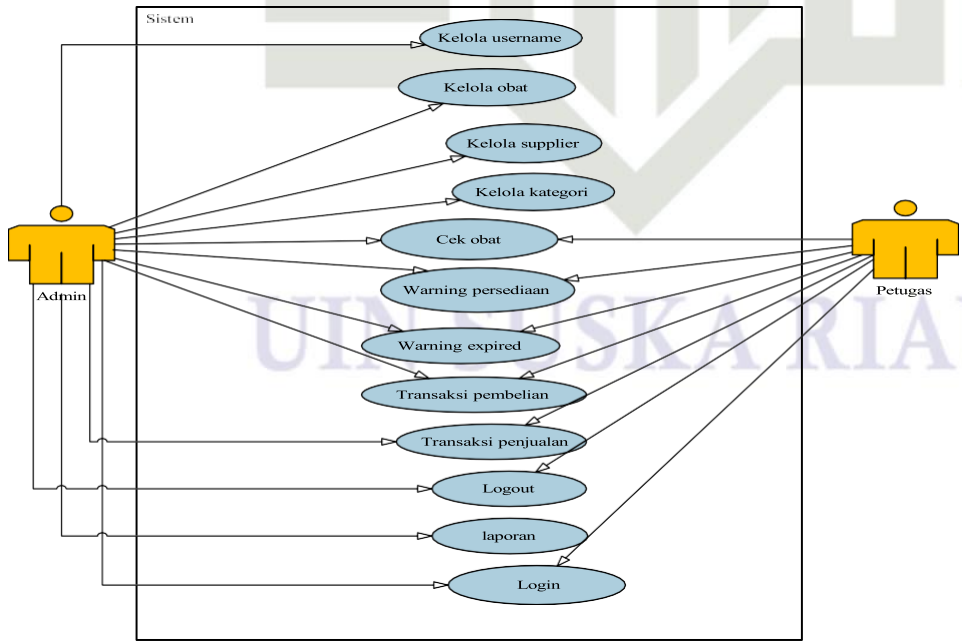 Sistem
Kelola username
Kelola obat
Kelola supplier
Kelola kategori
Cek obat
Warning persediaan
Admin
Petugas
UIN SUSKA RIA
Warning expired
Transaksi pembelian
Transaksi penjualan
Logout
laporan
Login